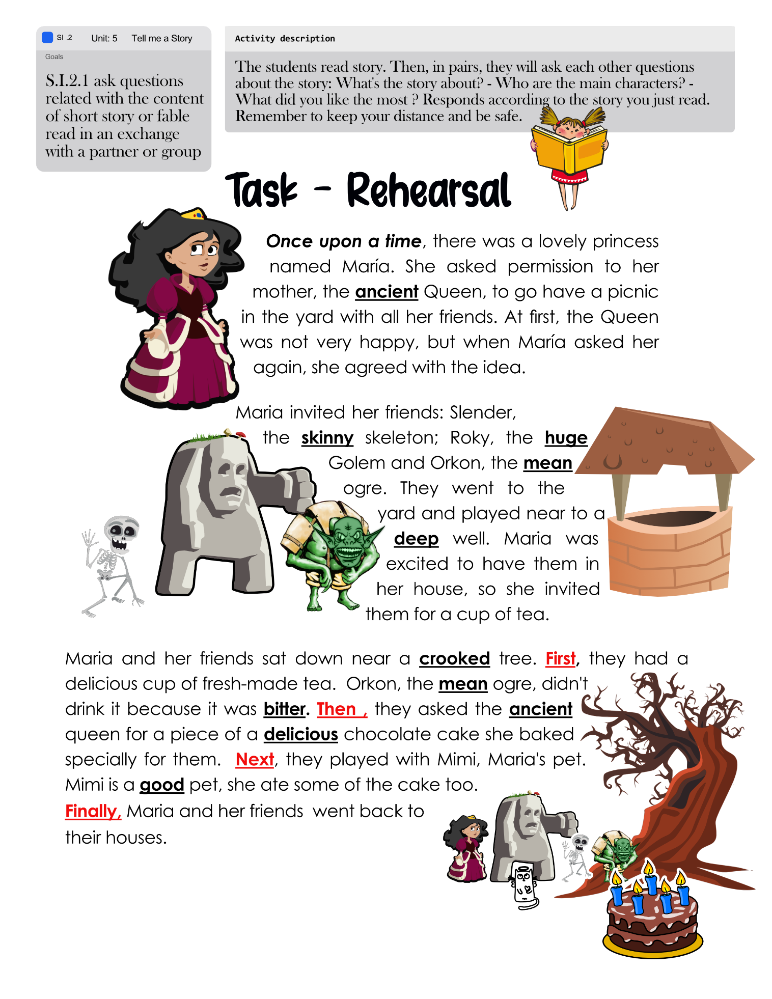 SI .2 Unit: 5 Tell me a Story
Goals
S.I.2.1 ask questions
related with the content
of short story or fable
read in an exchange
with a partner or group
Activity description
The students read story. Then, in pairs, they will ask each other questions
about the story: What's the story about? - Who are the main characters? -
What did you like the most ? Responds according to the story you just read.
Remember to keep your distance and be safe.
Task - Rehearsal
Once upon a time, there was a lovely princess
named María. She asked permission to her
mother, the ancient Queen, to go have a picnic
in the yard with all her friends. At first, the Queen
was not very happy, but when María asked her
again, she agreed with the idea.
Maria invited her friends: Slender,
the skinny skeleton; Roky, the huge
Golem and Orkon, the mean
ogre. They went to the
yard and played near to a
deep well. Maria was
excited to have them in
her house, so she invited
them for a cup of tea.
Maria and her friends sat down near a crooked tree. First, they had a
delicious cup of fresh-made tea. Orkon, the mean ogre, didn't
drink it because it was bitter. Then , they asked the ancient
queen for a piece of a delicious chocolate cake she baked
specially for them. Next, they played with Mimi, Maria's pet.
Mimi is a good pet, she ate some of the cake too.
Finally, Maria and her friends went back to
their houses.